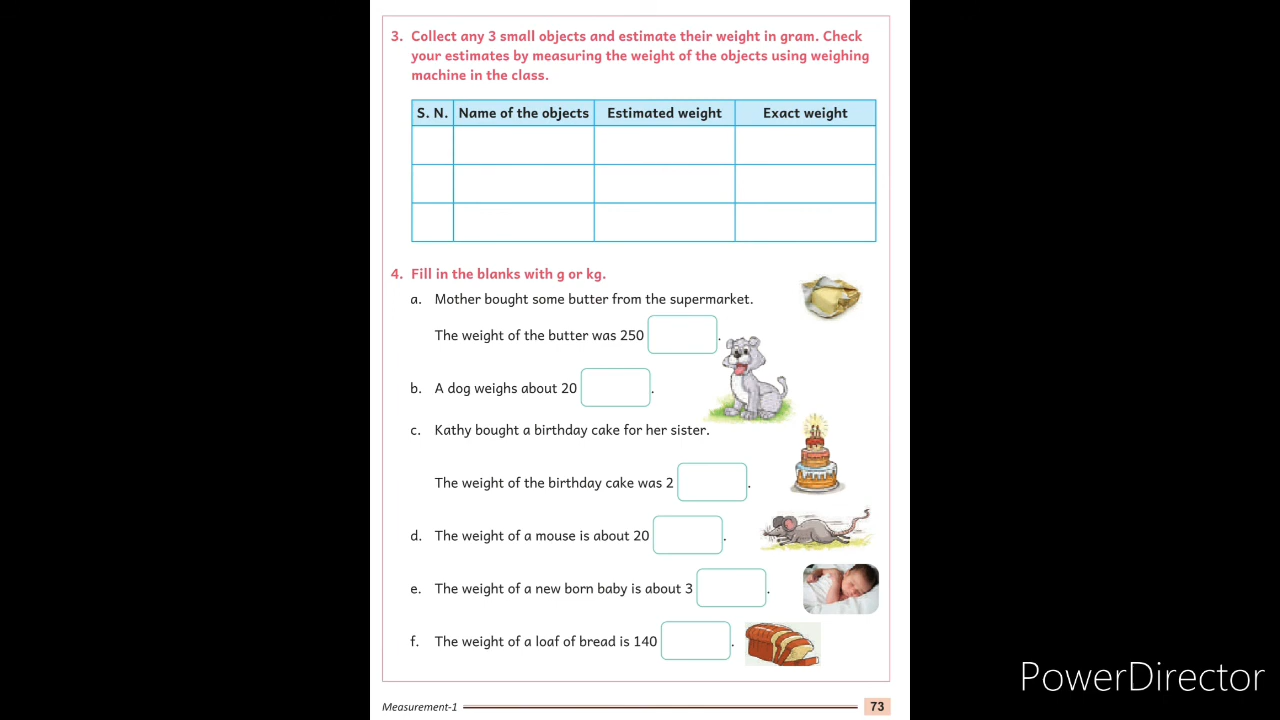 3. Collect any 3 small objects and estimate their weight in gram. Check
your estimates by measuring the weight of the objects using weighing
machine in the class.
S. N. Name of the objects Estimated weight Exact weight
4. Fill in the blanks with g or kg.
a. Mother bought some butter from the supermarket.
The weight of the butter was 250 .
b. A dog weighs about 20 .
c. Kathy bought a birthday cake for her sister.
The weight of the birthday cake was 2 .
d. The weight of a mouse is about 20 .
e. The weight of a new born baby is about 3 .
f. The weight of a loaf of bread is 140 .
Measurement-1 73
PowerDirector